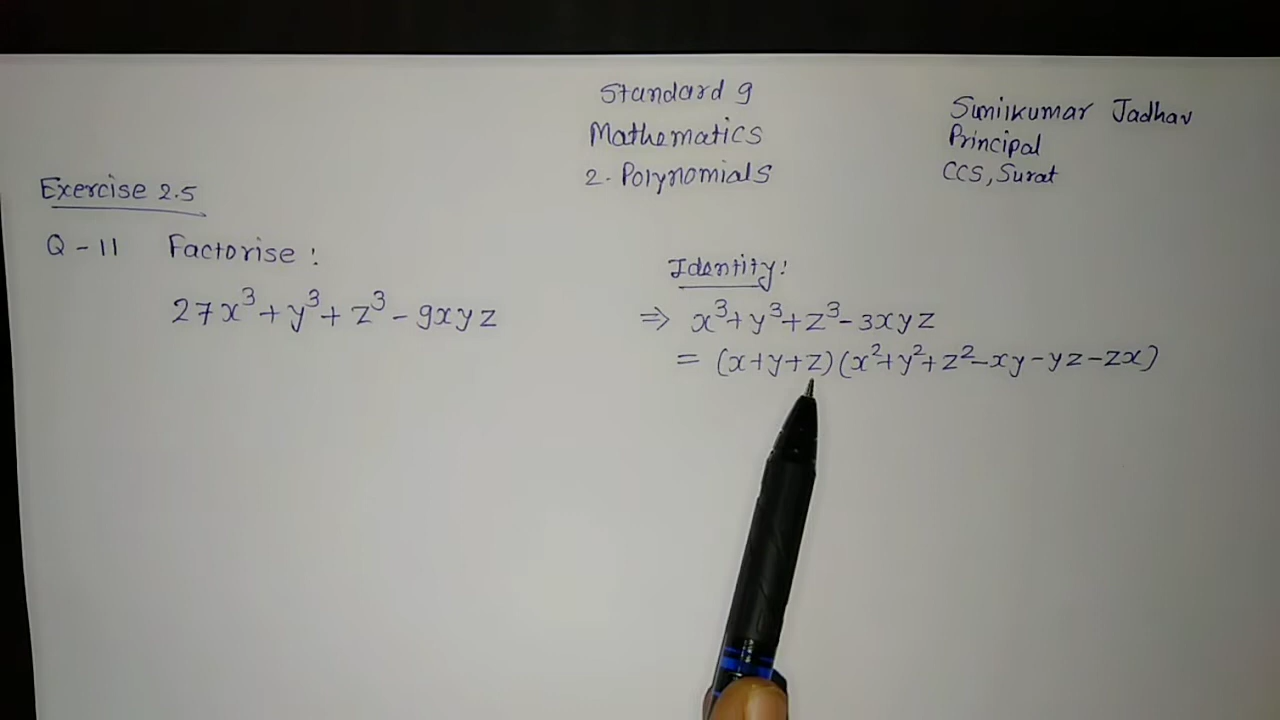 Standard 9
Mathematics
2. Polynomials
Sunilkumar Jadhav
Principal
CCS, Surat
Exercise 2.5
Q - 11 Factorise :
27x³ + y³ + z³ - 9xyz
Identity:
⇒ x³ + y³ + z³ - 3xyz
= (x + y + z) (x² + y² + z² - xy - yz - zx)